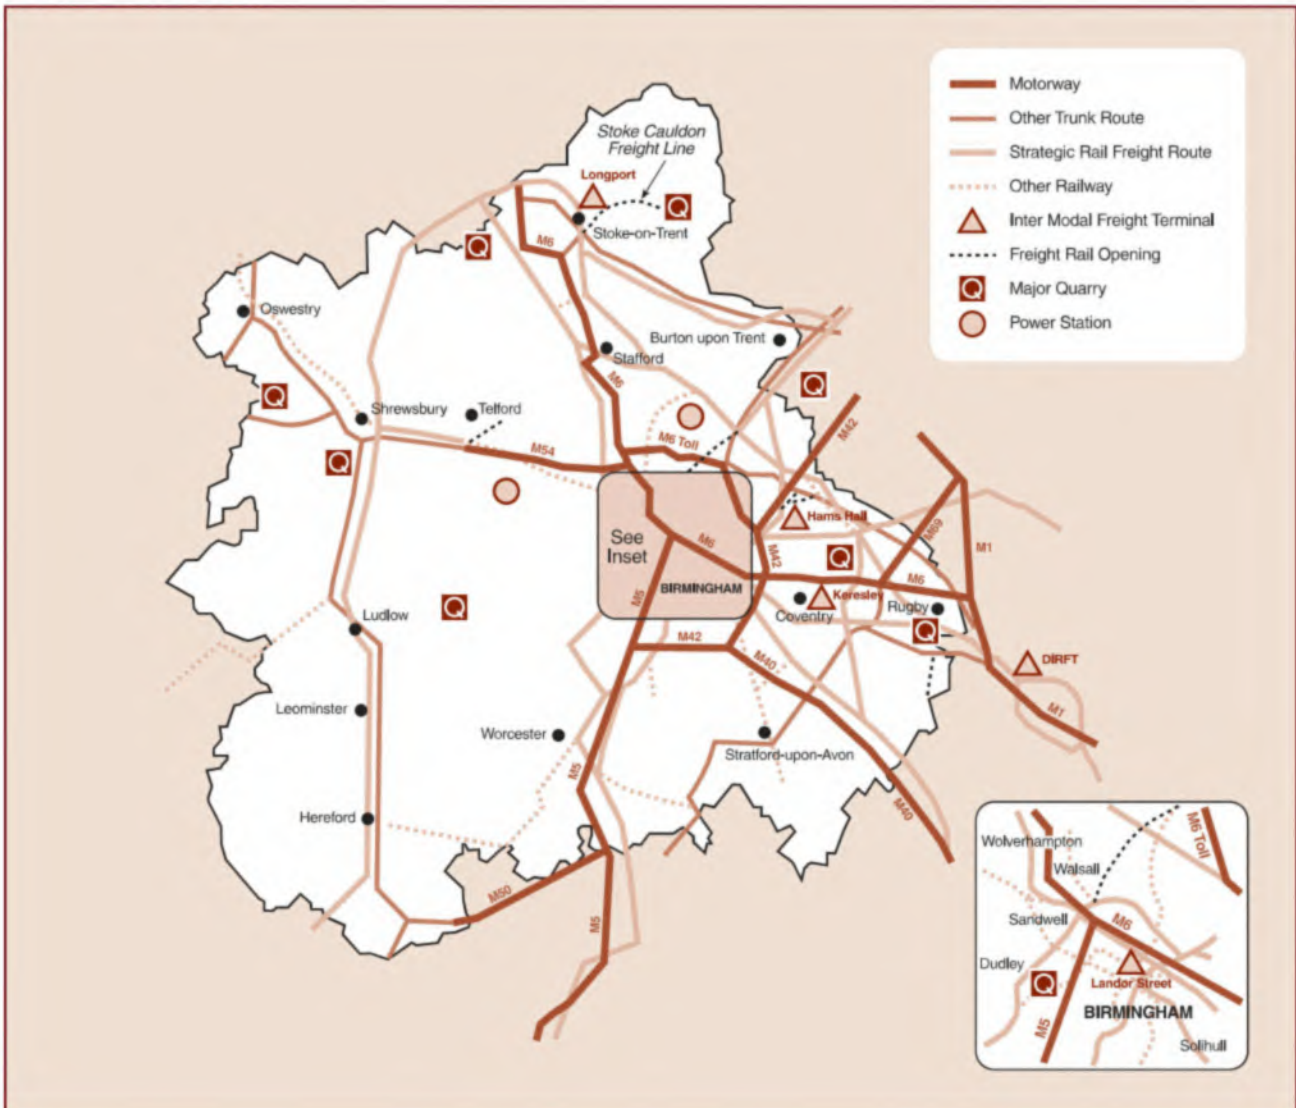 Motorway
Other Trunk Route
Strategic Rail Freight Route
Other Railway
Inter Modal Freight Terminal
Freight Rail Opening
Q
Major Quarry
Power Station
Stoke Cauldon
Freight Line
Longport
Q
Stoke-on-Trent
M6
Q
Oswestry
Burton upon Trent
Stafford
M6
Q
Q
Shrewsbury
Telford
M42
M6 Toll
M54
Q
Harns Hall
M69
See
Inset
M6
M42
Q
M1
M6
BIRMINGHAM
M5
Keresley
Q
Coventry
Rugby
Ludlow
Q
M42
M40
DIRFT
Leominster
M1
Worcester
Stratford-upon-Avon
M5
M40
Hereford
M50
M5
M6 Toll
Wolverhampton
Walsall
Sandwell
M6
Dudley
Q
Landor Street
BIRMINGHAM
M5
Solihull